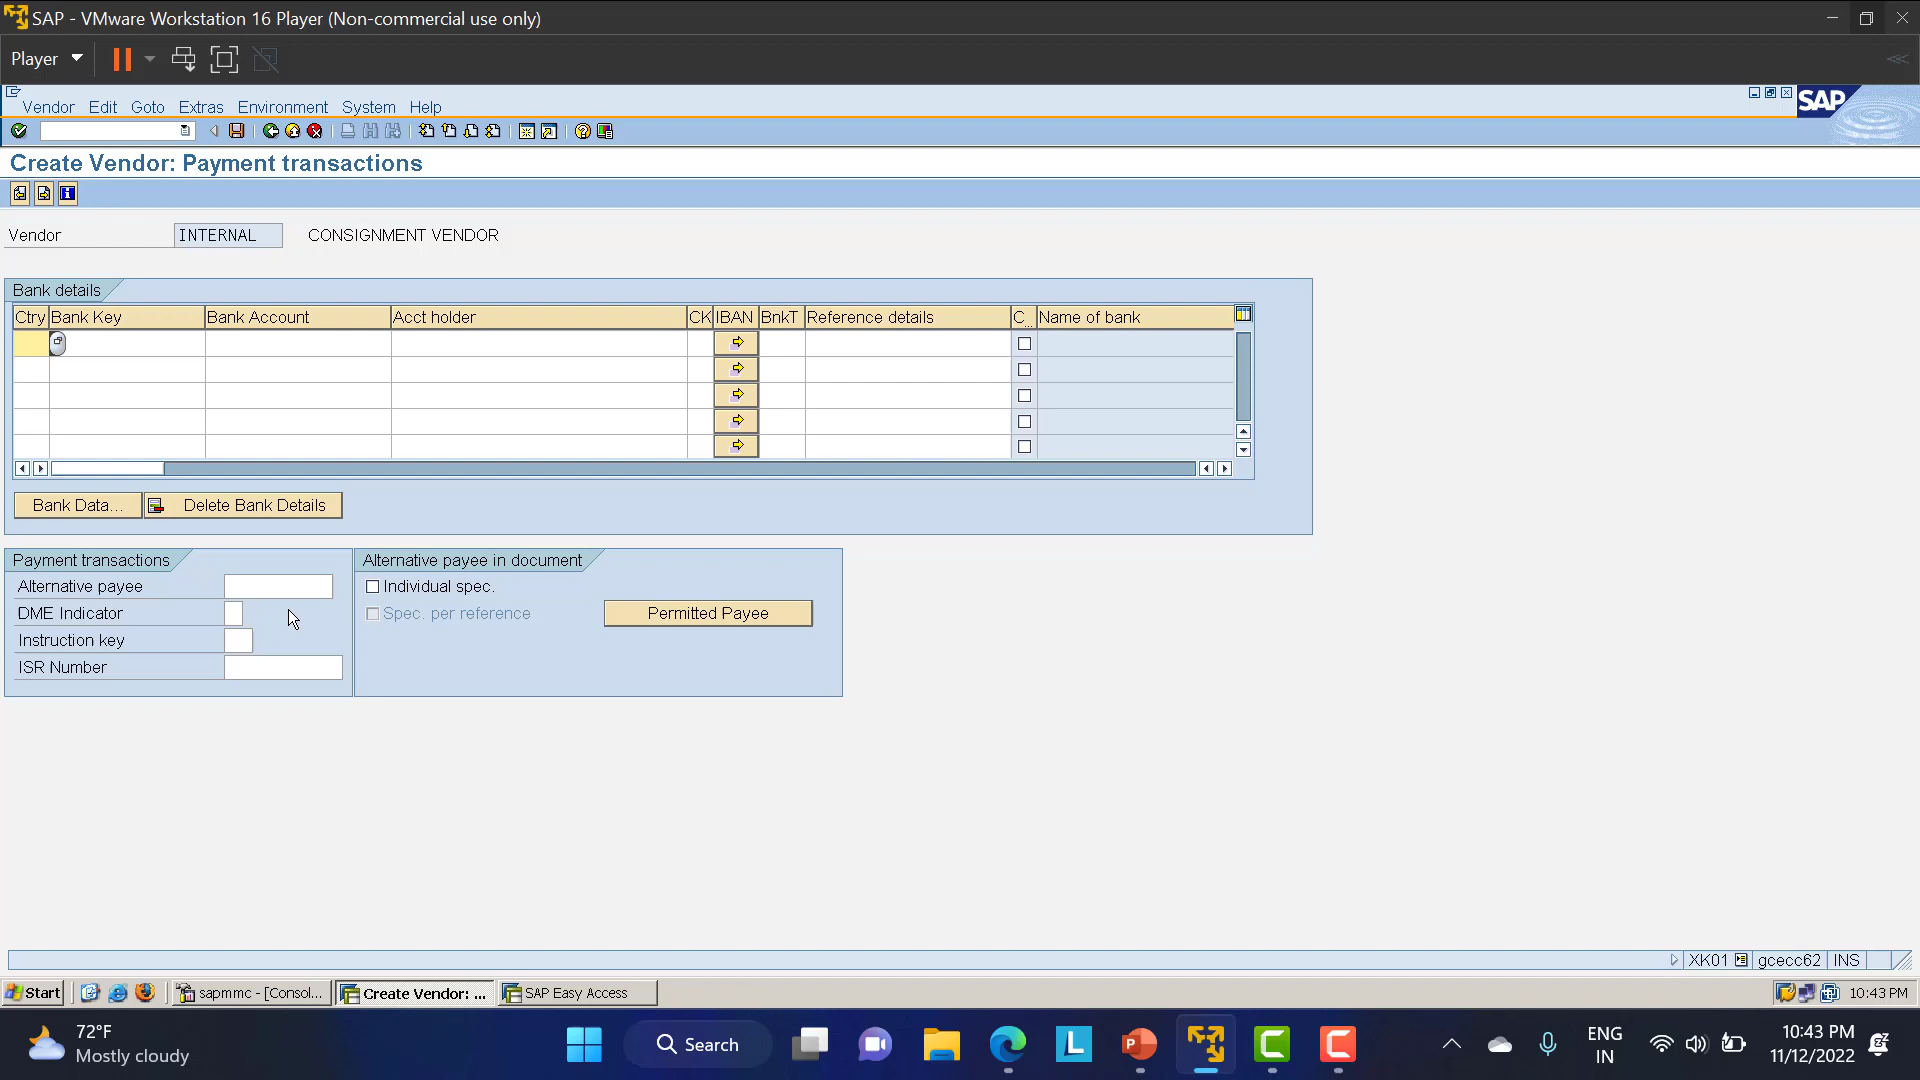 SAP - VMware Workstation 16 Player (Non-commercial use only)
Player
Vendor Edit Goto Extras Environment System Help
SAP
Create Vendor: Payment transactions
Vendor INTERNAL CONSIGNMENT VENDOR
Bank details
Ctry Bank Key Bank Account Acct holder CK IBAN BnkT Reference details C... Name of bank
Bank Data... Delete Bank Details
Payment transactions Alternative payee in document
Alternative payee Individual spec.
DME Indicator Spec. per reference Permitted Payee
Instruction key
ISR Number
XK01 gcecc62 INS
Start sapmmc - [Consol... Create Vendor: ... SAP Easy Access 10:43 PM
72°F
Mostly cloudy
Search
L
P
C
C
ENG
IN
10:43 PM
11/12/2022